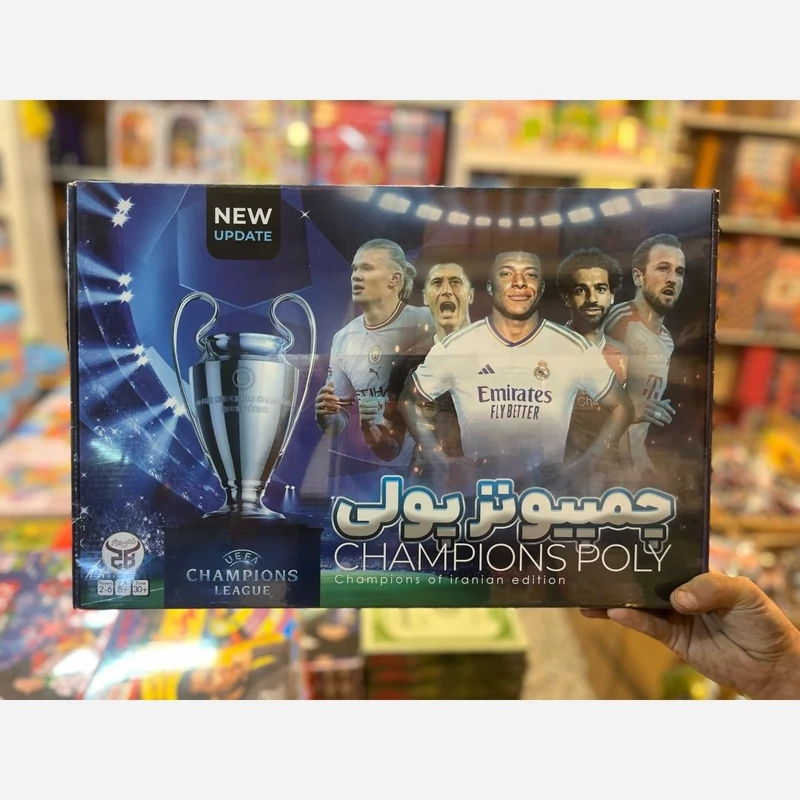 NEW
UPDATE
Emirates
FLY BETTER
چمپیونز پولی
CHAMPIONS POLY
Champions of iranian edition
UEFA
CHAMPIONS
LEAGUE
2-6 8+ 30+